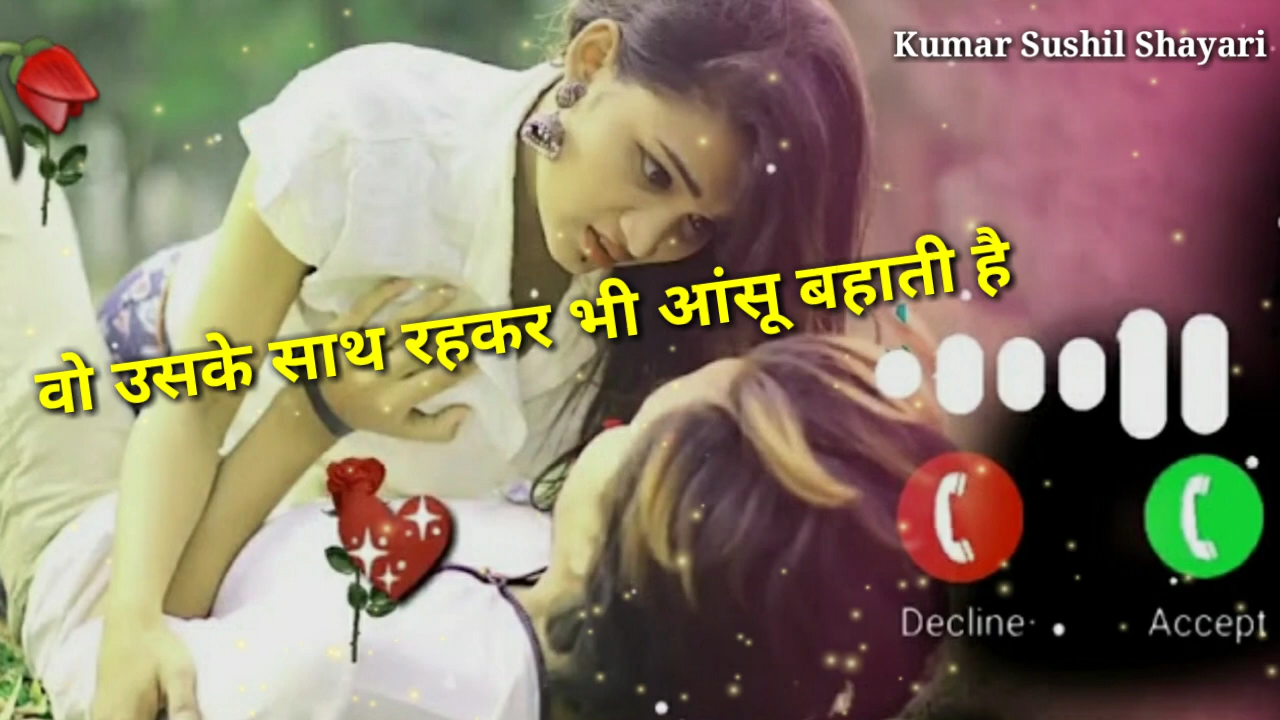 Kumar Sushil Shayari
वो उसके साथ रहकर भी आंसू बहाती है
Decline
Accept